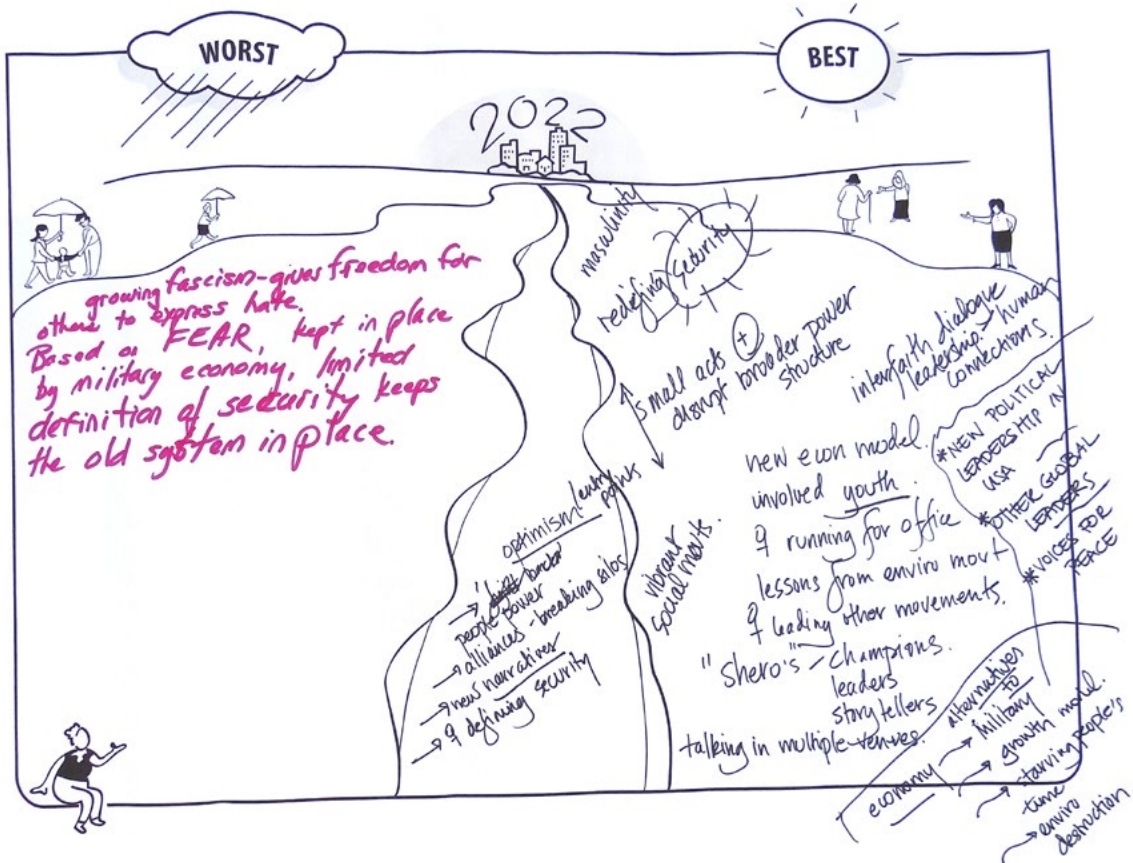 WORST
BEST
2022
growing fascism-gives freedom for
others to express hate.
Based on FEAR, kept in place
by military economy, limited
definition of security keeps
the old system in place.
masculinity
redefining security
small acts +
disrupt broader power
structure
interfaith dialogue
leadership → human
connections.
*NEW POLITICAL
LEADERSHIP IN
USA
*OTHER GLOBAL
LEADERS
*VOICES FOR
PEACE
new econ model.
involved youth.
♀ running for office
lessons from enviro movt
♀ leading other movements.
"Shero's" - champions.
leaders
storytellers
talking in multiple venues.
vibrant
social movts.
optimism/entry points
→
people power
→ alliances - breaking silos
→ new narratives
→ ♀ defining security
alternatives
to
economy → military
→ growth model.
→ starving people's
time
→ enviro
destruction